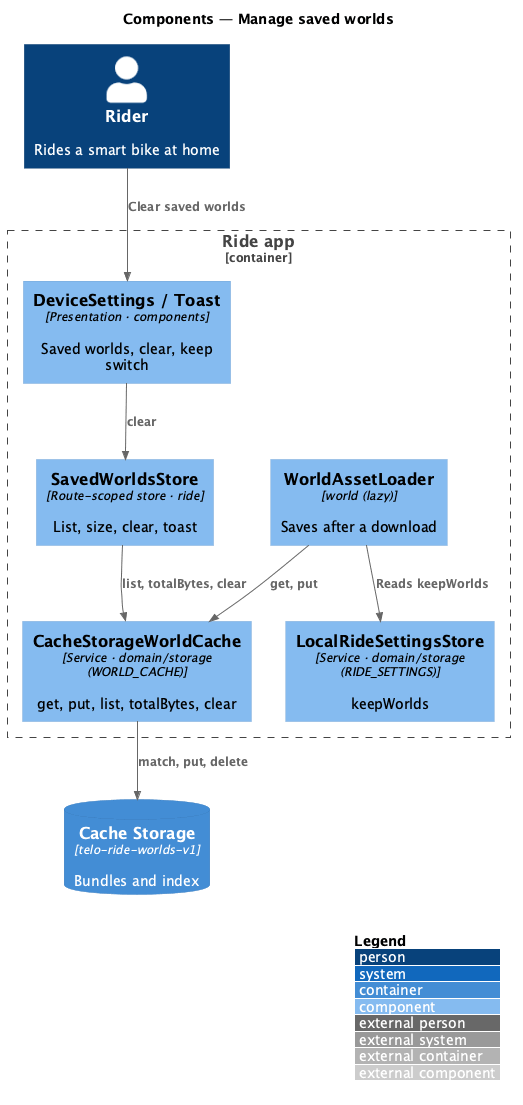 Components — Manage saved worlds
Rider
Rides a smart bike at home
Clear saved worlds
Ride app
[container]
DeviceSettings / Toast
[Presentation · components]
Saved worlds, clear, keep
switch
clear
SavedWorldsStore
[Route-scoped store · ride]
List, size, clear, toast
WorldAssetLoader
[world (lazy)]
Saves after a download
list, totalBytes, clear
get, put
Reads keepWorlds
CacheStorageWorldCache
[Service · domain/storage
(WORLD_CACHE)]
get, put, list, totalBytes, clear
LocalRideSettingsStore
[Service · domain/storage
(RIDE_SETTINGS)]
keepWorlds
match, put, delete
Cache Storage
[telo-ride-worlds-v1]
Bundles and index
Legend
person
system
container
component
external person
external system
external container
external component